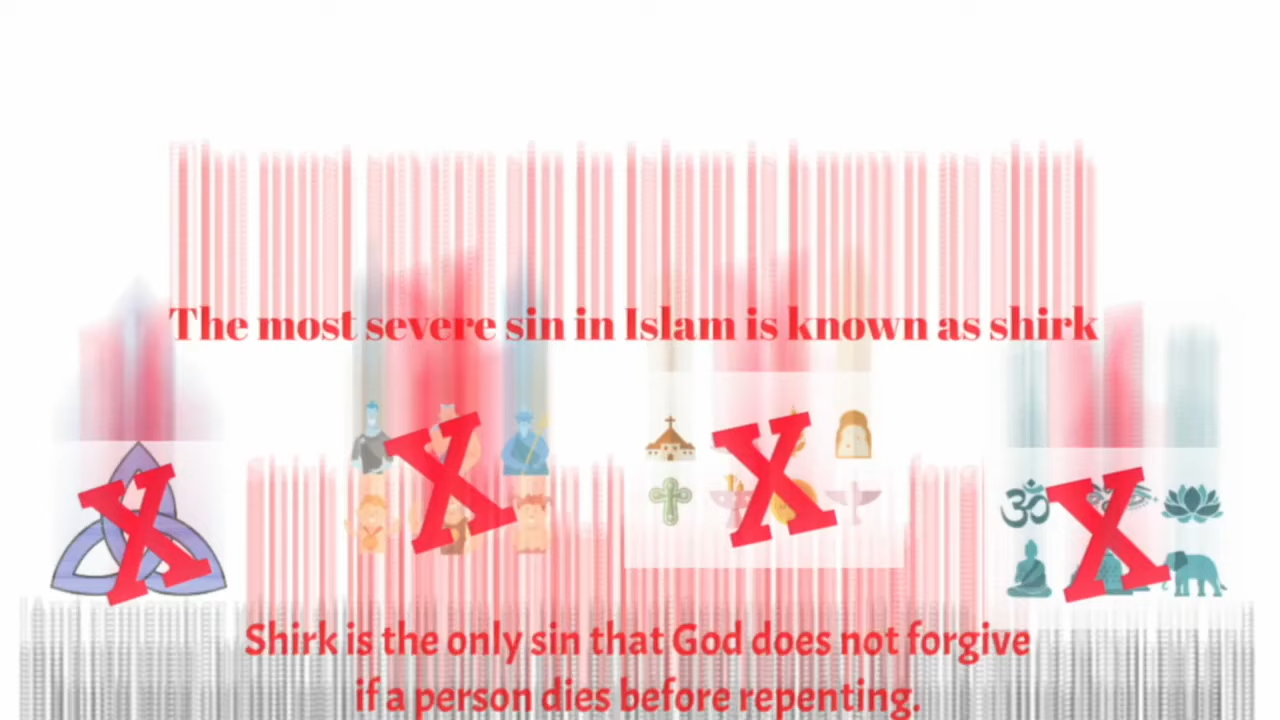 The most severe sin in Islam is known as shirk
X X X X
Shirk is the only sin that God does not forgive
if a person dies before repenting.